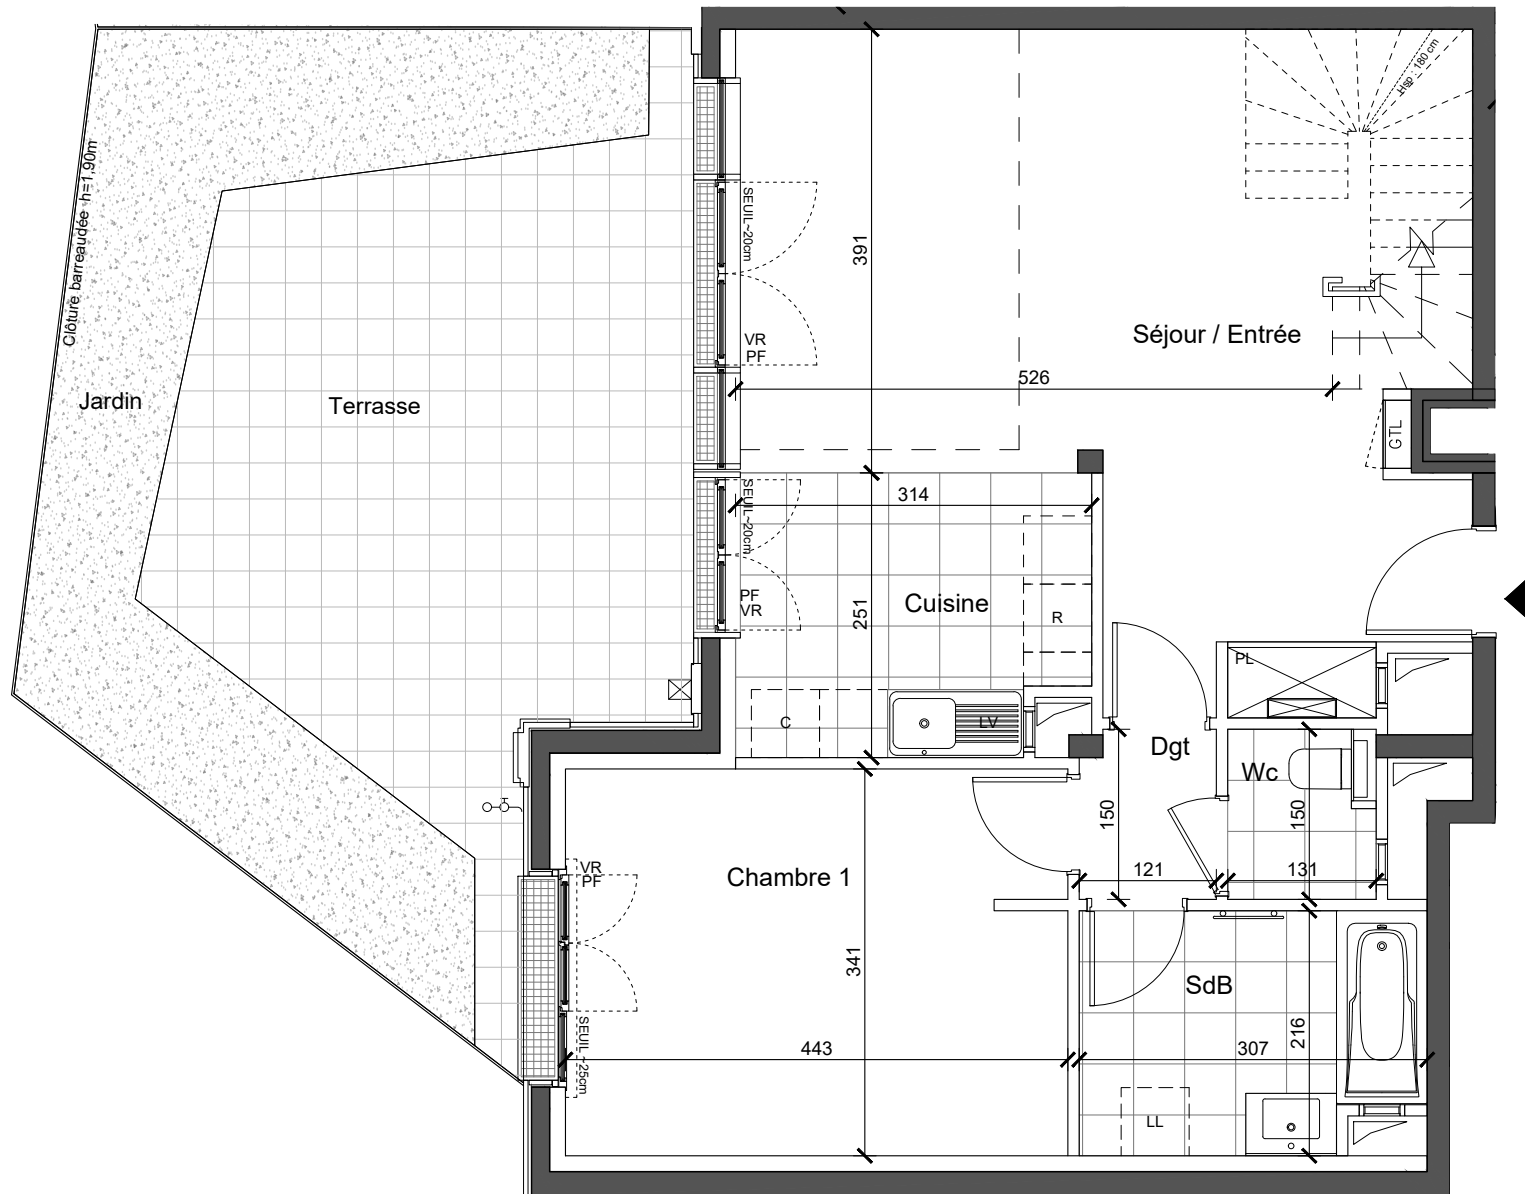 Hsp : 180 cm
Clôture barreaudée h=1,90m
SEUIL~20cm
391
VR
PF
Séjour / Entrée
526
Jardin
Terrasse
GTL
314
SEUIL~20cm
PF
VR
Cuisine
251
R
PL
C
LV
Dgt
Wc
150
150
VR
PF
Chambre 1
121
131
341
SdB
216
SEUIL ~25cm
443
307
LL